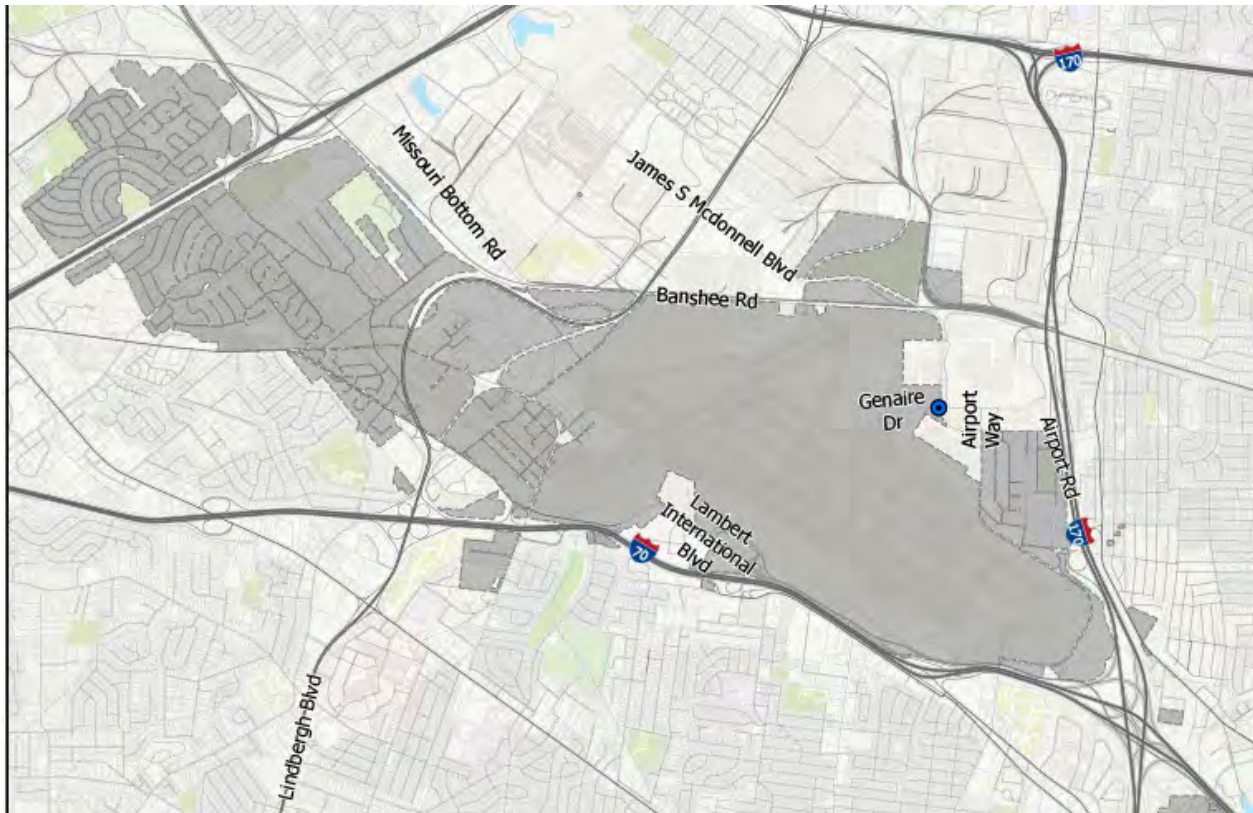 170
Missouri Bottom Rd
James S Mcdonnell Blvd
Banshee Rd
Genaire
Dr
Airport
Way
Airport Rd
Lambert
International
Blvd
70
170
Lindbergh Blvd